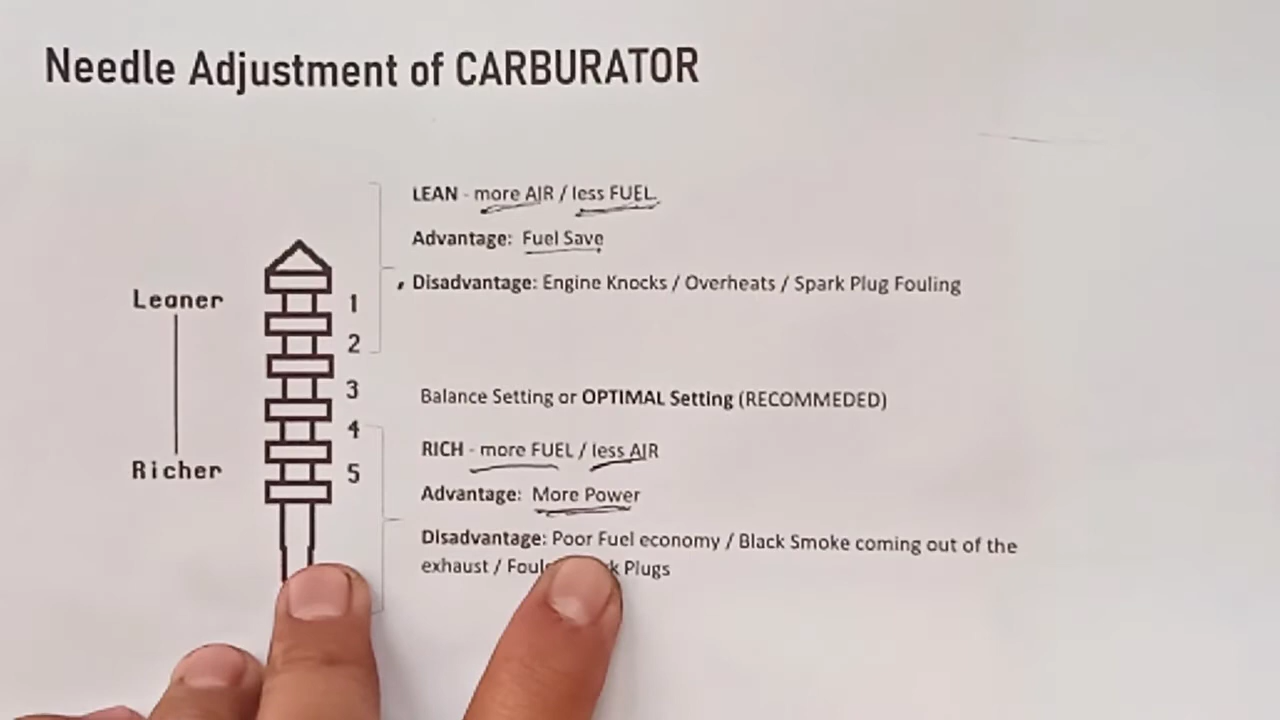 Needle Adjustment of CARBURATOR
LEAN - more AIR / less FUEL.
Advantage: Fuel Save
Disadvantage: Engine Knocks / Overheats / Spark Plug Fouling
Leaner
1
2
3
Balance Setting or OPTIMAL Setting (RECOMMEDED)
4
RICH - more FUEL / less AIR
Richer
5
Advantage: More Power
Disadvantage: Poor Fuel economy / Black Smoke coming out of the
exhaust / Plugs